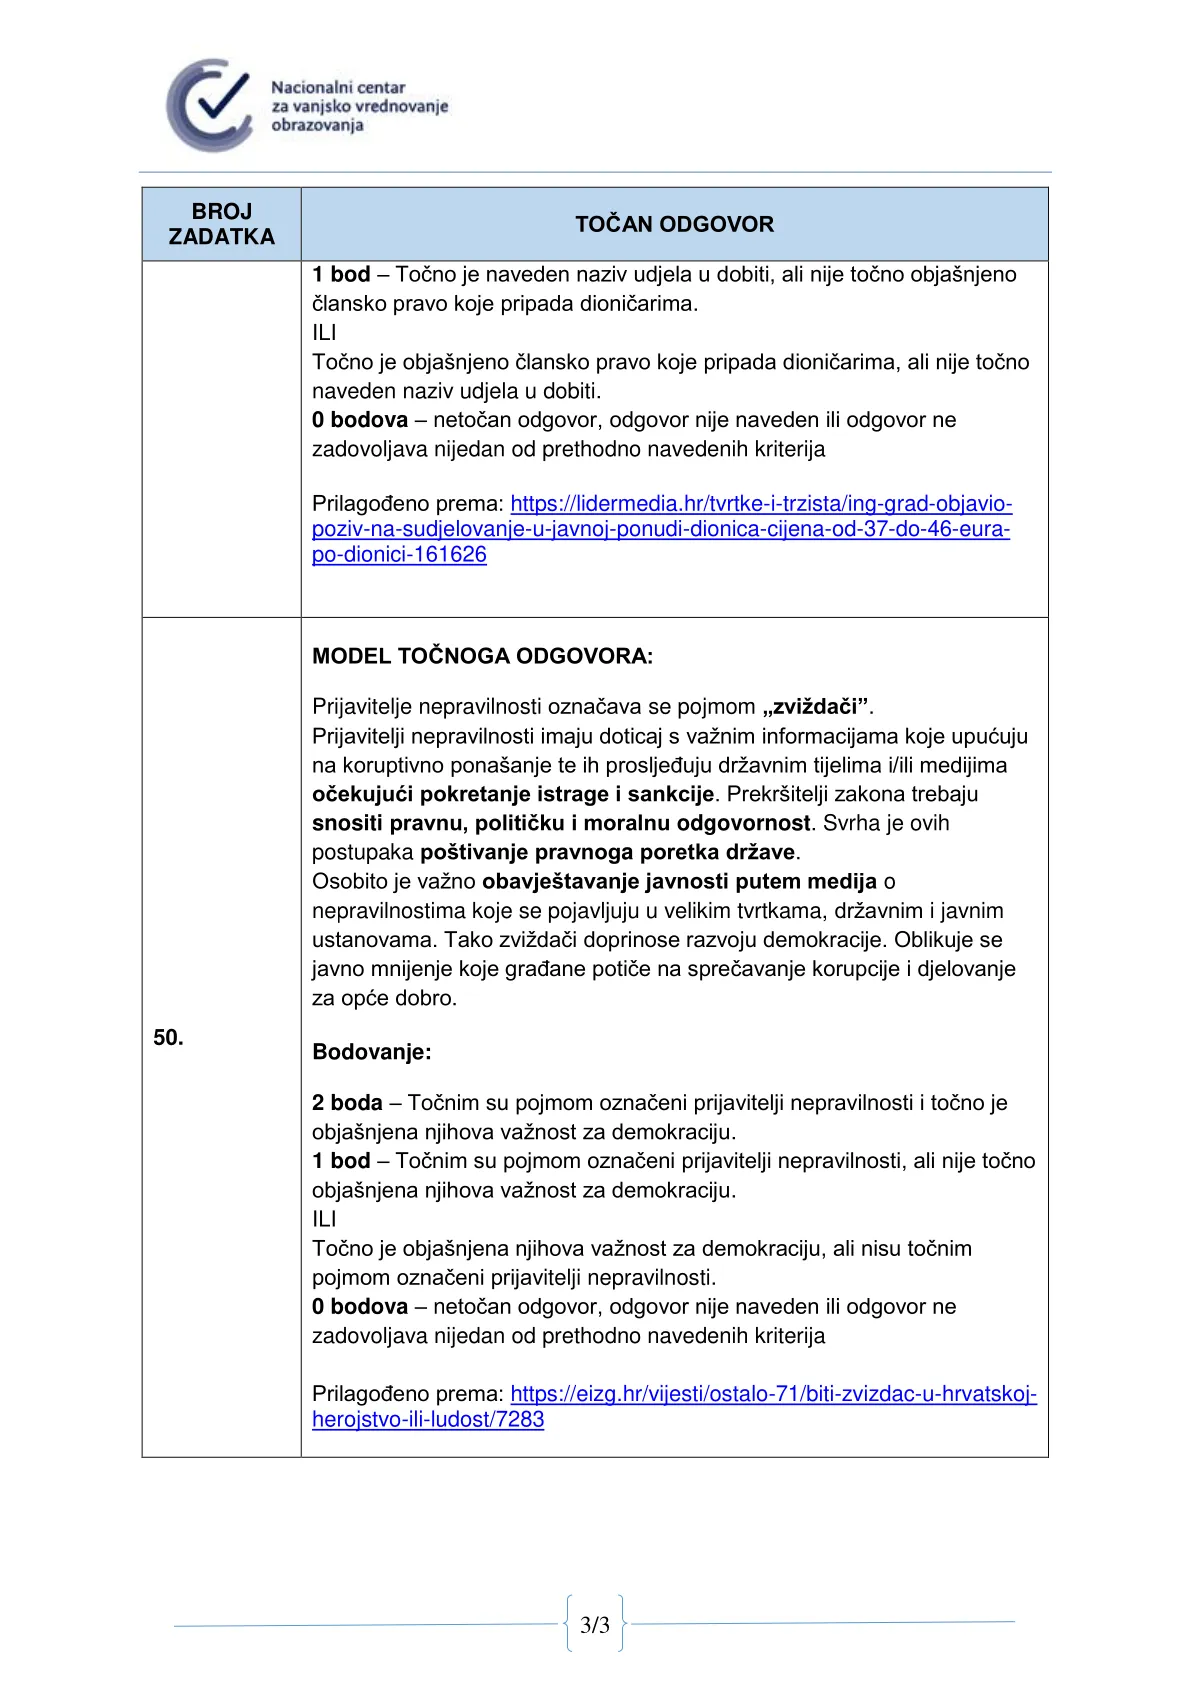 Nacionalni centar
za vanjsko vrednovanje
obrazovanja
BROJ
ZADATKA
TOČAN ODGOVOR
1 bod – Točno je naveden naziv udjela u dobiti, ali nije točno objašnjeno
člansko pravo koje pripada dioničarima.
ILI
Točno je objašnjeno člansko pravo koje pripada dioničarima, ali nije točno
naveden naziv udjela u dobiti.
0 bodova – netočan odgovor, odgovor nije naveden ili odgovor ne
zadovoljava nijedan od prethodno navedenih kriterija
Prilagođeno prema: https://lidermedia.hr/tvrtke-i-trzista/ing-grad-objavio-
poziv-na-sudjelovanje-u-javnoj-ponudi-dionica-cijena-od-37-do-46-eura-
po-dionici-161626
50.
MODEL TOČNOGA ODGOVORA:
Prijavitelje nepravilnosti označava se pojmom „zviždači”.
Prijavitelji nepravilnosti imaju doticaj s važnim informacijama koje upućuju
na koruptivno ponašanje te ih prosljeđuju državnim tijelima i/ili medijima
očekujući pokretanje istrage i sankcije. Prekršitelji zakona trebaju
snositi pravnu, političku i moralnu odgovornost. Svrha je ovih
postupaka poštivanje pravnoga poretka države.
Osobito je važno obavještavanje javnosti putem medija o
nepravilnostima koje se pojavljuju u velikim tvrtkama, državnim i javnim
ustanovama. Tako zviždači doprinose razvoju demokracije. Oblikuje se
javno mnijenje koje građane potiče na sprečavanje korupcije i djelovanje
za opće dobro.
Bodovanje:
2 boda – Točnim su pojmom označeni prijavitelji nepravilnosti i točno je
objašnjena njihova važnost za demokraciju.
1 bod – Točnim su pojmom označeni prijavitelji nepravilnosti, ali nije točno
objašnjena njihova važnost za demokraciju.
ILI
Točno je objašnjena njihova važnost za demokraciju, ali nisu točnim
pojmom označeni prijavitelji nepravilnosti.
0 bodova – netočan odgovor, odgovor nije naveden ili odgovor ne
zadovoljava nijedan od prethodno navedenih kriterija
Prilagođeno prema: https://eizg.hr/vijesti/ostalo-71/biti-zvizdac-u-hrvatskoj-
herojstvo-ili-ludost/7283
3/3